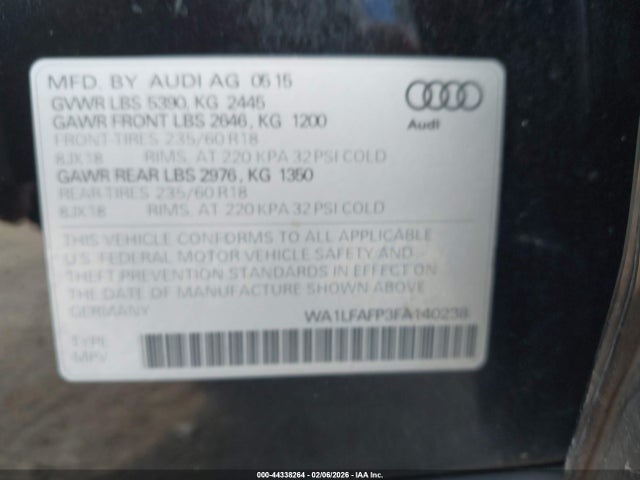 MFD. BY AUDI AG 05 15
GVWR LBS 5390, KG 2445
GAWR FRONT LBS 2646, KG 1200
FRONT-TIRES 235/60 R18
8JX18 RIMS, AT 220 KPA 32 PSI COLD
GAWR REAR LBS 2976, KG 1350
REAR TIRES 235/60 R18
8JX18 RIMS, AT 220 KPA 32 PSI COLD
Audi
THIS VEHICLE CONFORMS TO ALL APPLICABLE
U.S. FEDERAL MOTOR VEHICLE SAFETY AND
THEFT PREVENTION STANDARDS IN EFFECT ON
THE DATE OF MANUFACTURE SHOWN ABOVE
GERMANY
WA1LFAFP3FA140238
TYPE
MPV
000-44338264 - 02/06/2026 - IAA Inc.